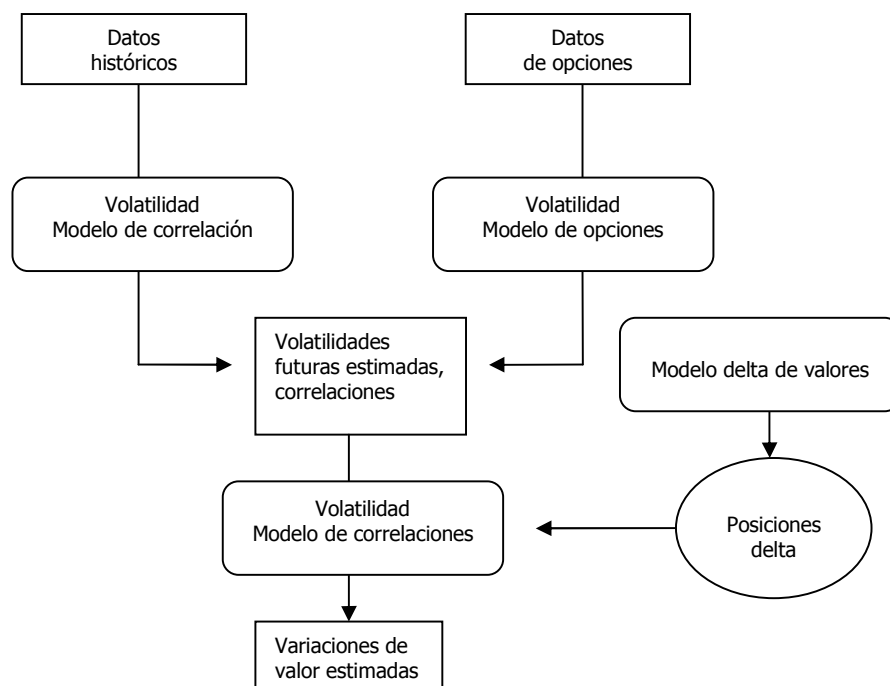 Datos
históricos
Datos
de opciones
Volatilidad
Modelo de correlación
Volatilidad
Modelo de opciones
Volatilidades
futuras estimadas,
correlaciones
Modelo delta de valores
Volatilidad
Modelo de correlaciones
Posiciones
delta
Variaciones de
valor estimadas